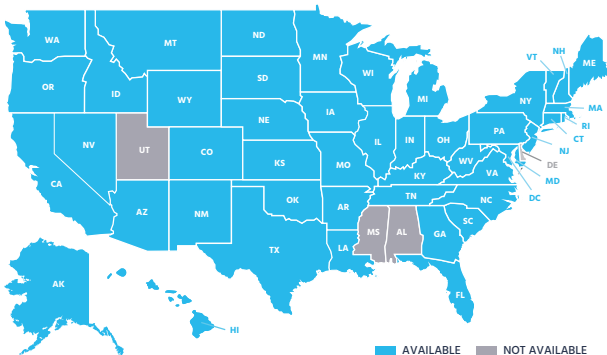 WA
MT
ND
MN
VT
NH
ME
OR
ID
SD
WI
MI
NY
MA
WY
NE
IA
PA
RI
CT
NV
UT
CO
IL
IN
OH
NJ
DE
KS
MO
KY
WV
VA
MD
DC
CA
AZ
NM
OK
AR
TN
NC
TX
LA
MS
AL
GA
SC
FL
AK
HI
AVAILABLE
NOT AVAILABLE